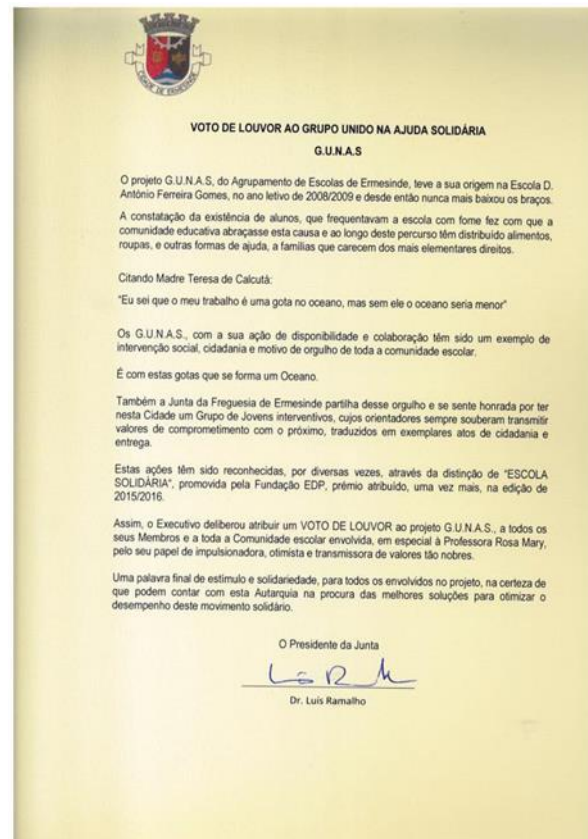 CIDADE DE ERMESINDE
VOTO DE LOUVOR AO GRUPO UNIDO NA AJUDA SOLIDÁRIA
G.U.N.A.S
O projeto G.U.N.A.S, do Agrupamento de Escolas de Ermesinde, teve a sua origem na Escola D.
António Ferreira Gomes, no ano letivo de 2008/2009 e desde então nunca mais baixou os braços.
A constatação da existência de alunos, que frequentavam a escola com fome fez com que a
comunidade educativa abraçasse esta causa e ao longo deste percurso têm distribuído alimentos,
roupas, e outras formas de ajuda, a famílias que carecem dos mais elementares direitos.
Citando Madre Teresa de Calcutá:
"Eu sei que o meu trabalho é uma gota no oceano, mas sem ele o oceano seria menor"
Os G.U.N.A.S., com a sua ação de disponibilidade e colaboração têm sido um exemplo de
intervenção social, cidadania e motivo de orgulho de toda a comunidade escolar.
É com estas gotas que se forma um Oceano.
Também a Junta da Freguesia de Ermesinde partilha desse orgulho e se sente honrada por ter
nesta Cidade um Grupo de Jovens interventivos, cujos orientadores sempre souberam transmitir
valores de comprometimento com o próximo, traduzidos em exemplares atos de cidadania e
entrega.
Estas ações têm sido reconhecidas, por diversas vezes, através da distinção de "ESCOLA
SOLIDÁRIA", promovida pela Fundação EDP, prémio atribuído, uma vez mais, na edição de
2015/2016.
Assim, o Executivo deliberou atribuir um VOTO DE LOUVOR ao projeto G.U.N.A.S., a todos os
seus Membros e a toda a Comunidade escolar envolvida, em especial à Professora Rosa Mary,
pelo seu papel de impulsionadora, otimista e transmissora de valores tão nobres.
Uma palavra final de estimulo e solidariedade, para todos os envolvidos no projeto, na certeza de
que podem contar com esta Autarquia na procura das melhores soluções para otimizar o
desempenho deste movimento solidário.
O Presidente da Junta
Dr. Luís Ramalho